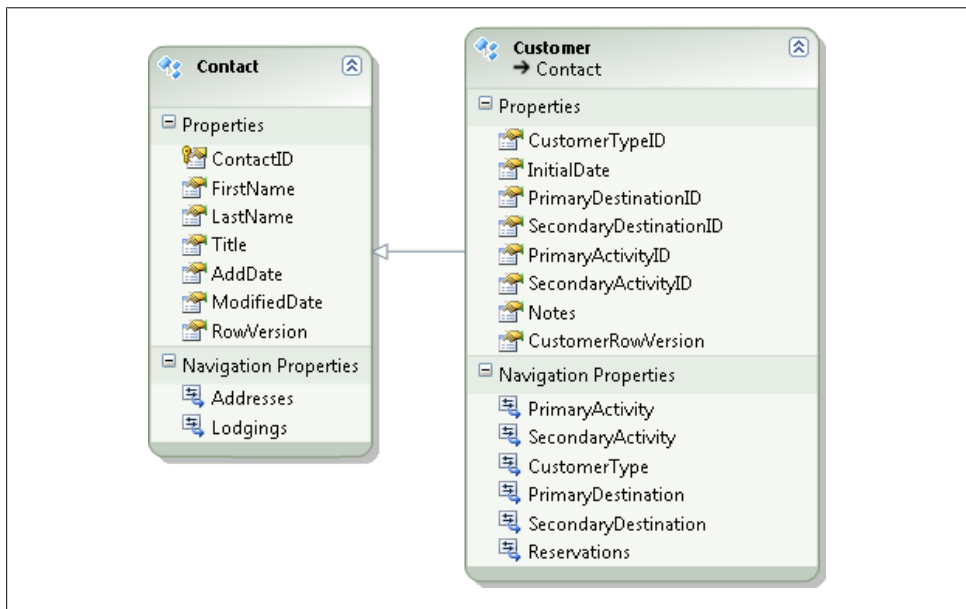 Contact
Properties
ContactID
FirstName
LastName
Title
AddDate
ModifiedDate
RowVersion
Navigation Properties
Addresses
Lodgings
Customer
➔ Contact
Properties
CustomerTypeID
InitialDate
PrimaryDestinationID
SecondaryDestinationID
PrimaryActivityID
SecondaryActivityID
Notes
CustomerRowVersion
Navigation Properties
PrimaryActivity
SecondaryActivity
CustomerType
PrimaryDestination
SecondaryDestination
Reservations